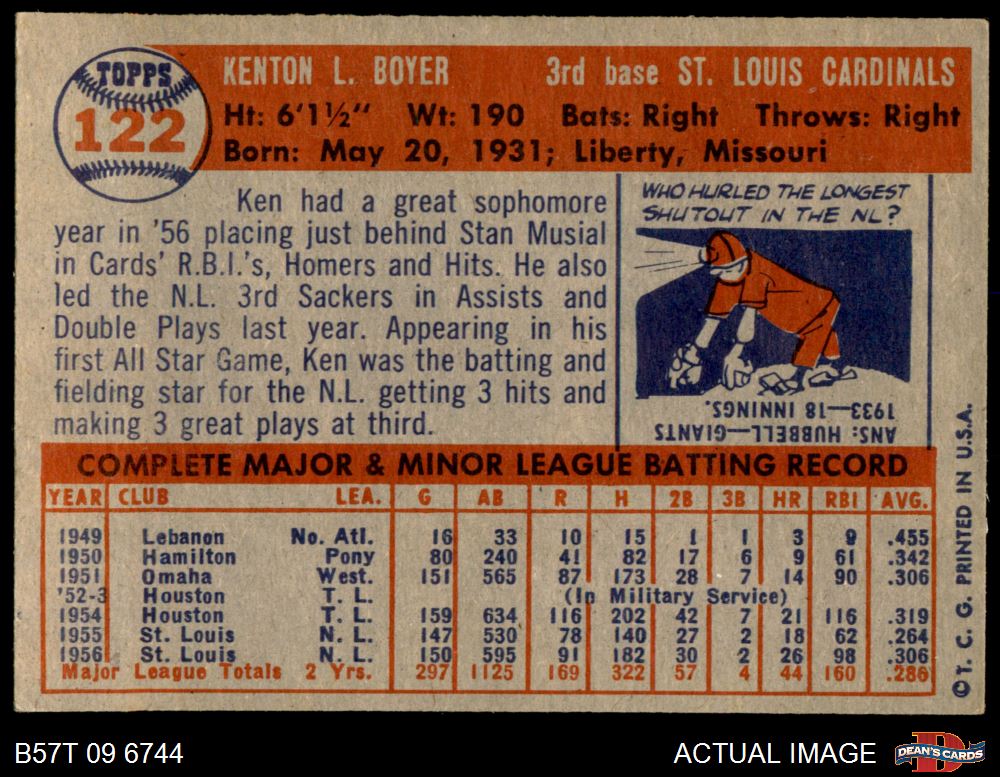 TOPPS
122
KENTON L. BOYER 3rd base ST. LOUIS CARDINALS
Ht: 6'1½" Wt: 190 Bats: Right Throws: Right
Born: May 20, 1931; Liberty, Missouri
Ken had a great sophomore
year in '56 placing just behind Stan Musial
in Cards' R.B.I.'s, Homers and Hits. He also
led the N.L. 3rd Sackers in Assists and
Double Plays last year. Appearing in his
first All Star Game, Ken was the batting and
fielding star for the N.L. getting 3 hits and
making 3 great plays at third.
WHO HURLED THE LONGEST
SHUTOUT IN THE NL?
ANS: HUBBELL—GIANTS—
1933—18 INNINGS.
COMPLETE MAJOR & MINOR LEAGUE BATTING RECORD
YEAR CLUB LEA. G AB R H 2B 3B HR RBI AVG.
1949 Lebanon No. Atl. 16 33 10 15 1 1 3 9 .455
1950 Hamilton Pony 80 240 41 82 17 6 9 61 .342
1951 Omaha West. 151 565 87 173 28 7 14 90 .306
'52-3 Houston T. L. (In Military Service)
1954 Houston T. L. 159 634 116 202 42 7 21 116 .319
1955 St. Louis N. L. 147 530 78 140 27 2 18 62 .264
1956 St. Louis N. L. 150 595 91 182 30 2 26 98 .306
Major League Totals 2 Yrs. 297 1125 169 322 57 4 44 160 .286
©T. C. G. PRINTED IN U.S.A.
B57T 09 6744
ACTUAL IMAGE
DEAN'S CARDS